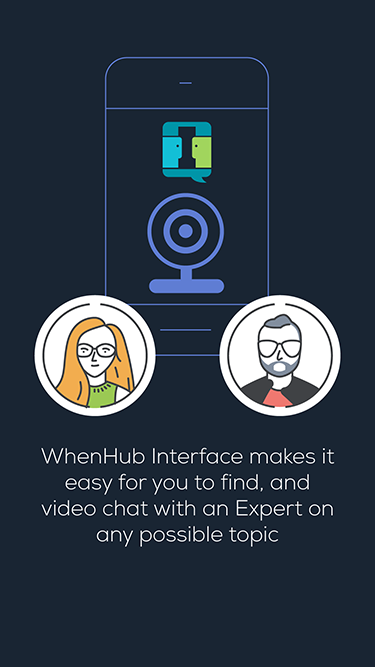 WhenHub Interface makes it
easy for you to find, and
video chat with an Expert on
any possible topic